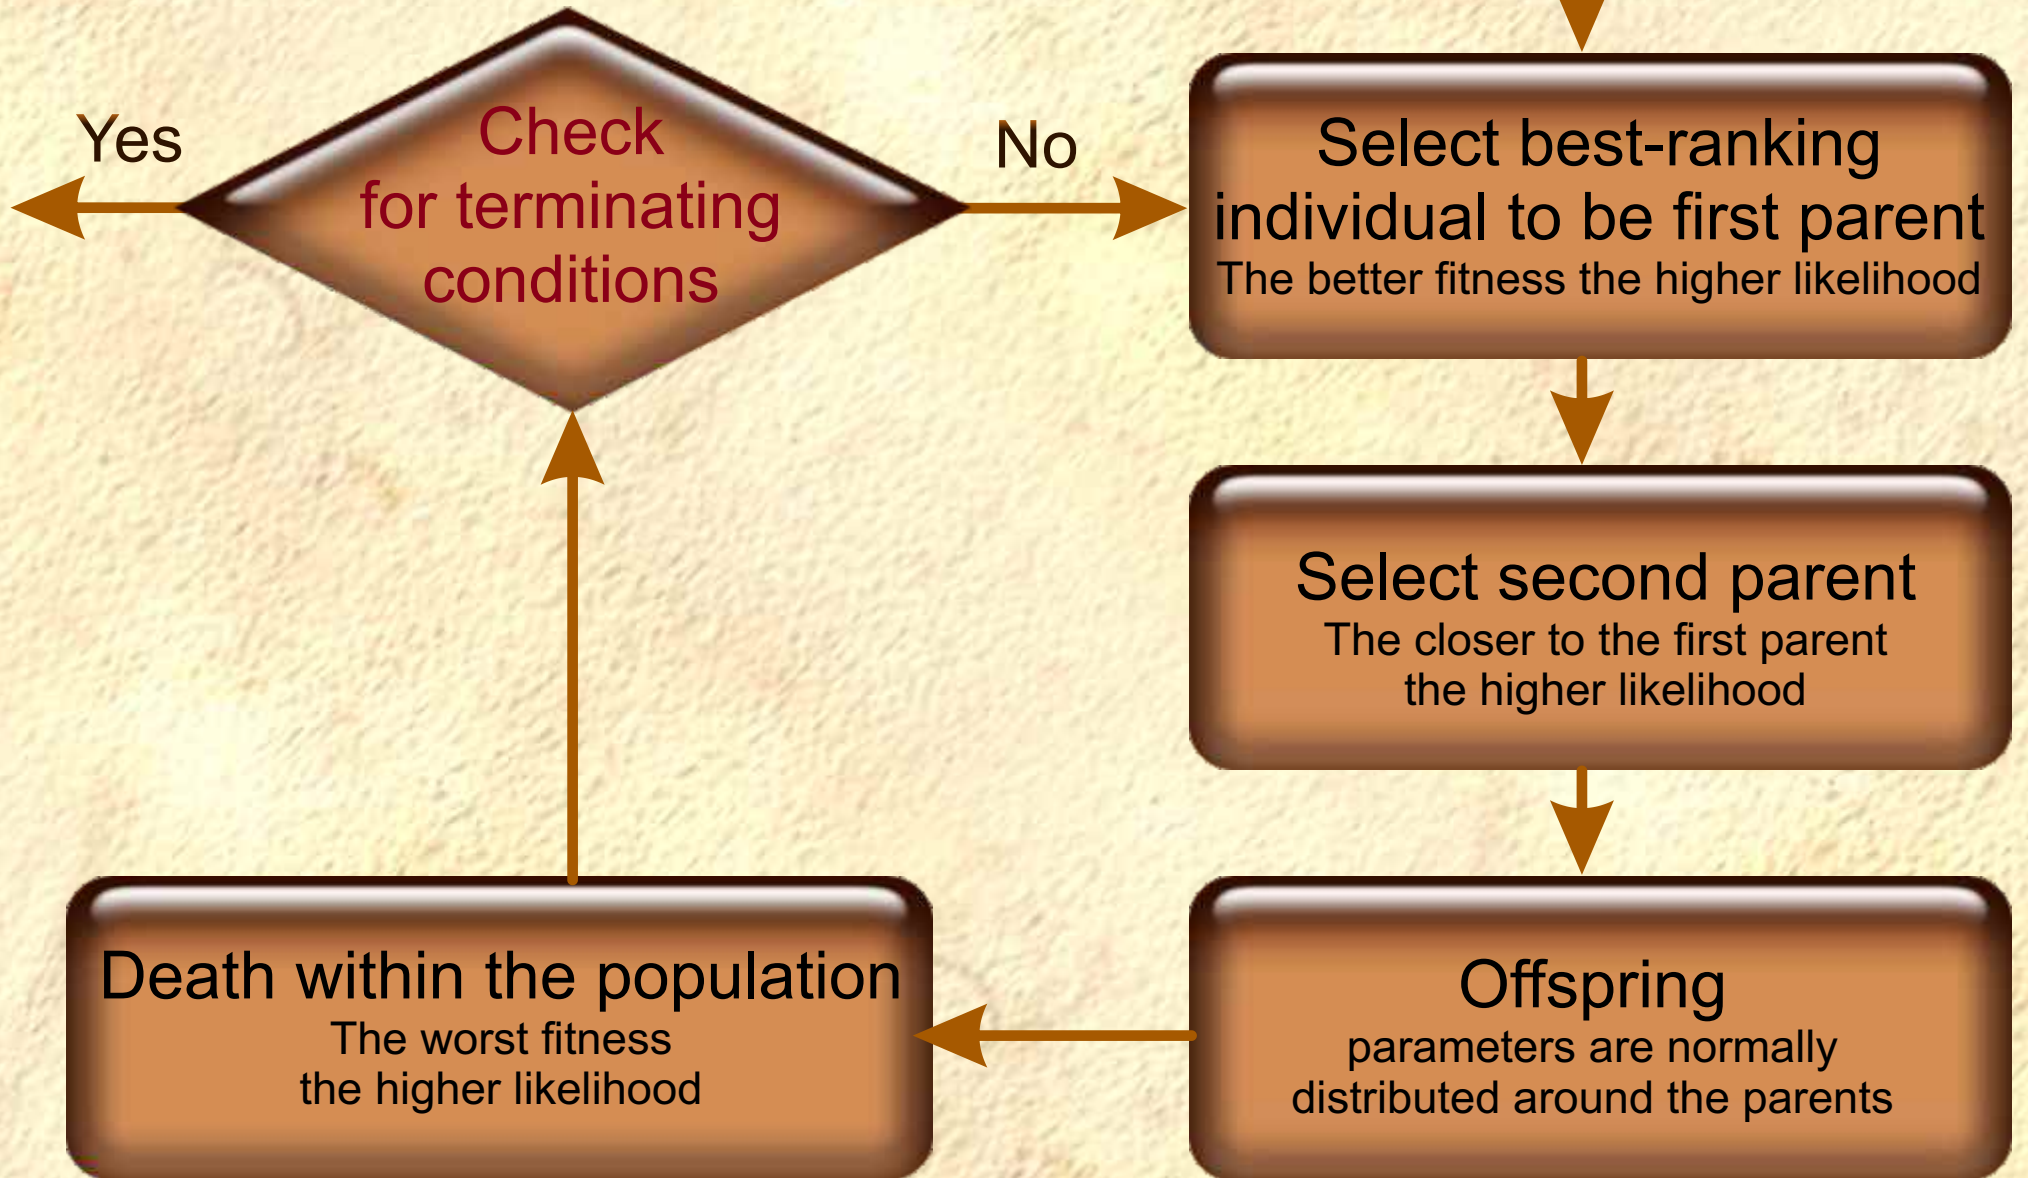 Yes
Check
for terminating
conditions
No
Select best-ranking
individual to be first parent
The better fitness the higher likelihood
Select second parent
The closer to the first parent
the higher likelihood
Offspring
parameters are normally
distributed around the parents
Death within the population
The worst fitness
the higher likelihood